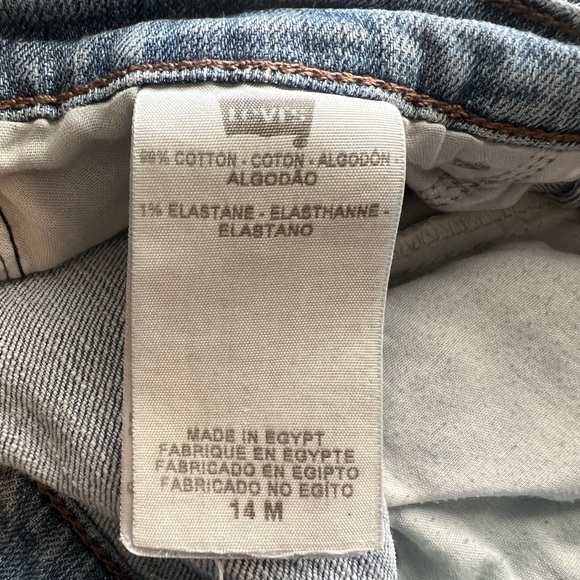 LEVI'S
99% COTTON - COTON - ALGODÓN -
ALGODÃO
1% ELASTANE - ELASTHANNE -
ELASTANO
MADE IN EGYPT
FABRIQUE EN EGYPTE
FABRICADO EN EGIPTO
FABRICADO NO EGITO
14 M